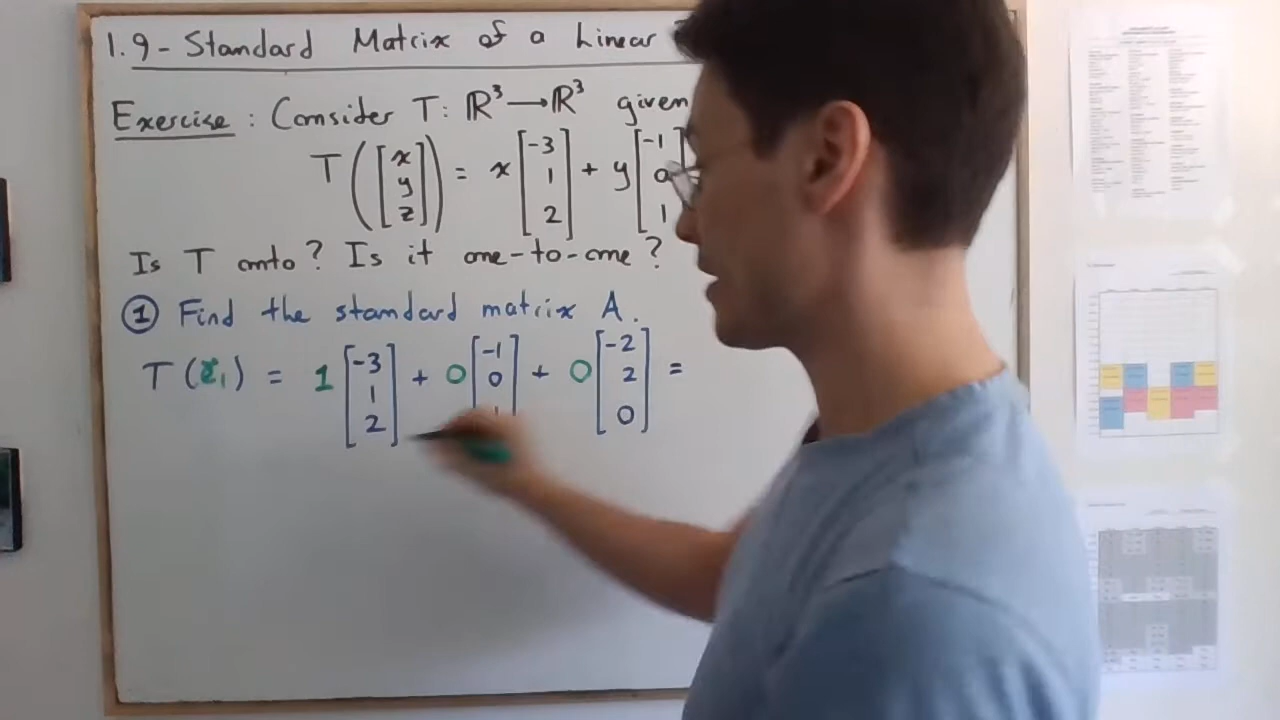 1.9 - Standard Matrix of a Linear
Exercise : Consider T: ℝ³ → ℝ³ given
T([x y z]) = x[-3 1 2] + y[-1 0 1]
Is T onto? Is it one-to-one?
① Find the standard matrix A.
T(e₁) = 1[-3 1 2] + 0[-1 0 1] + 0[-2 2 0] =